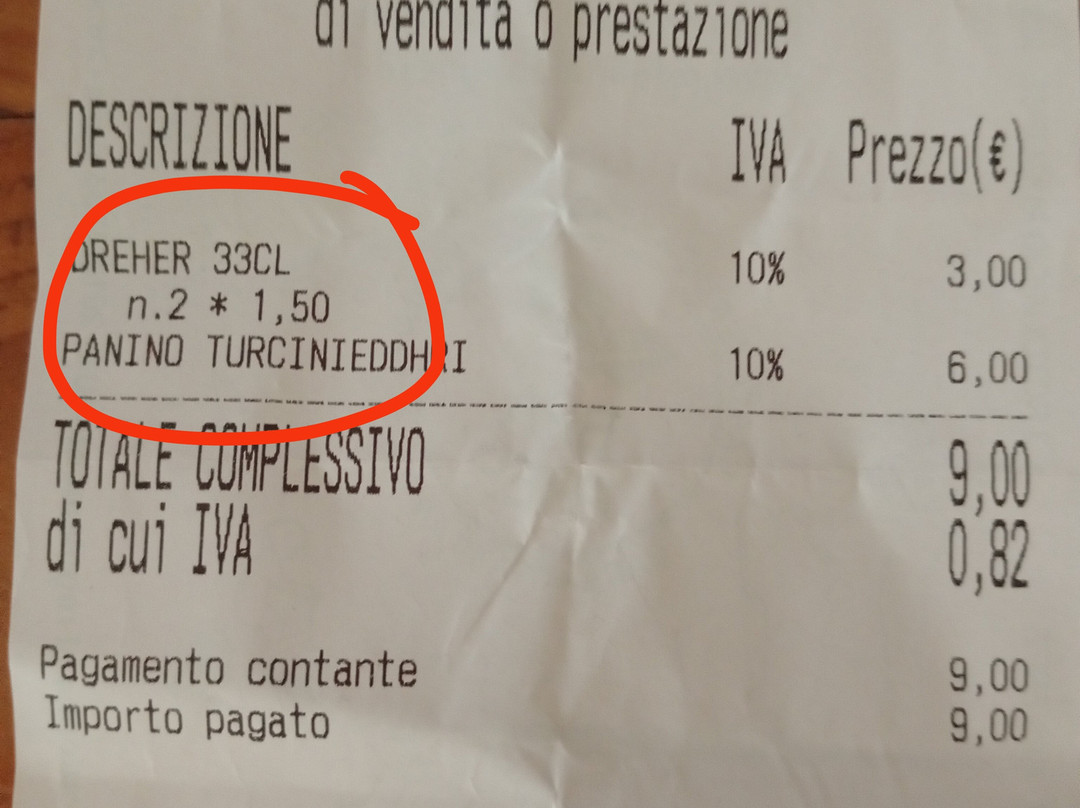 di vendita o prestazione
DESCRIZIONE IVA Prezzo(€)
DREHER 33CL 10% 3,00
n.2 * 1,50
PANINO TURCINIEDDHRI 10% 6,00
TOTALE COMPLESSIVO 9,00
di cui IVA 0,82
Pagamento contante 9,00
Importo pagato 9,00